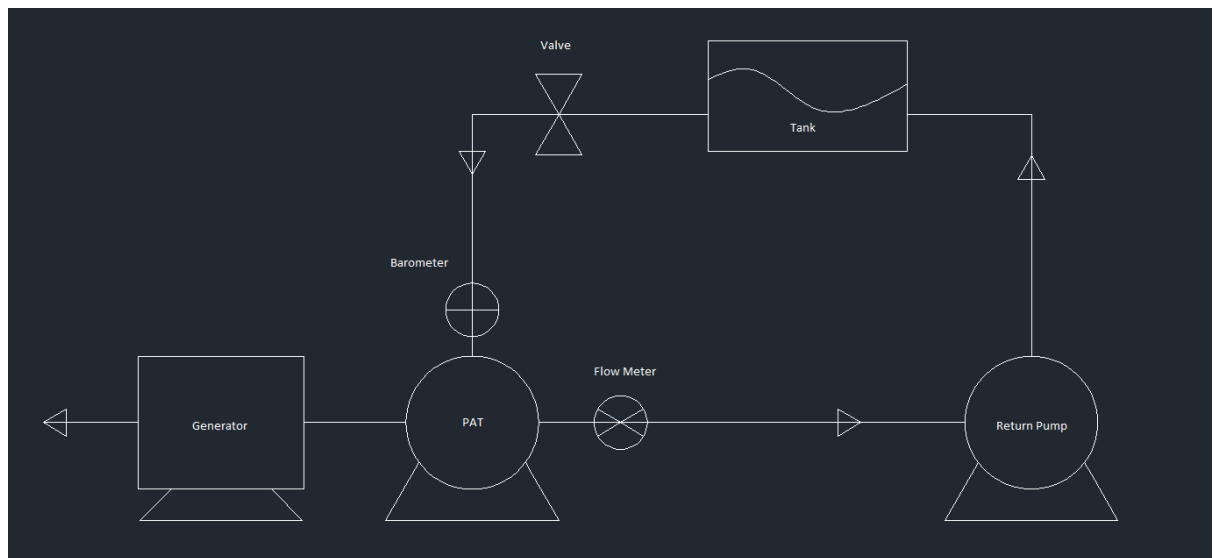 Valve
Tank
Barometer
Flow Meter
Generator
PAT
Return Pump